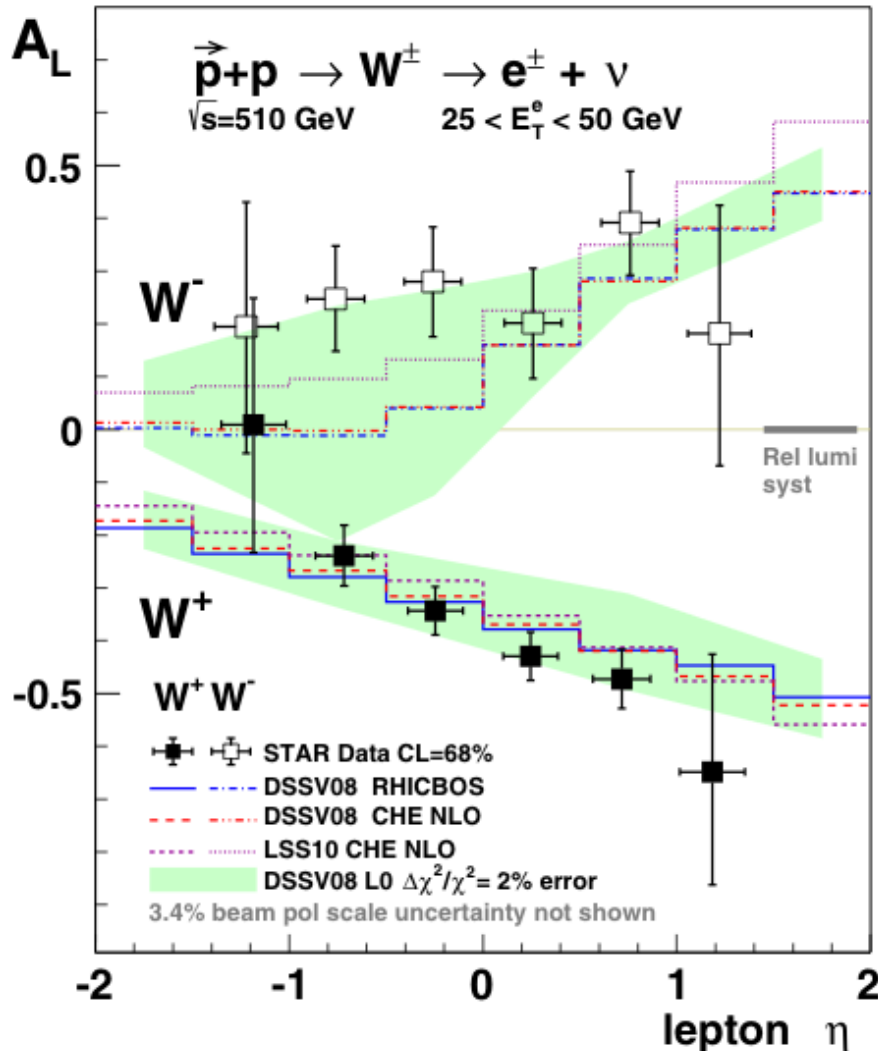 A_L
p⃗+p → W^± → e^± + ν
√s=510 GeV 25 < E_T^e < 50 GeV
0.5
W^-
0
Rel lumi
syst
W^+
-0.5
W^+ W^-
STAR Data CL=68%
DSSV08 RHICBOS
DSSV08 CHE NLO
LSS10 CHE NLO
DSSV08 L0 Δχ²/χ²= 2% error
3.4% beam pol scale uncertainty not shown
-2 -1 0 1 2
lepton η